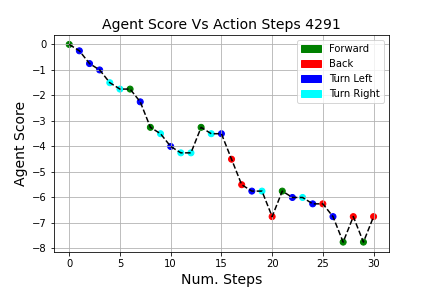 Agent Score Vs Action Steps 4291
0
−1
−2
−3
−4
−5
−6
−7
−8
Agent Score
Forward
Back
Turn Left
Turn Right
0 5 10 15 20 25 30
Num. Steps